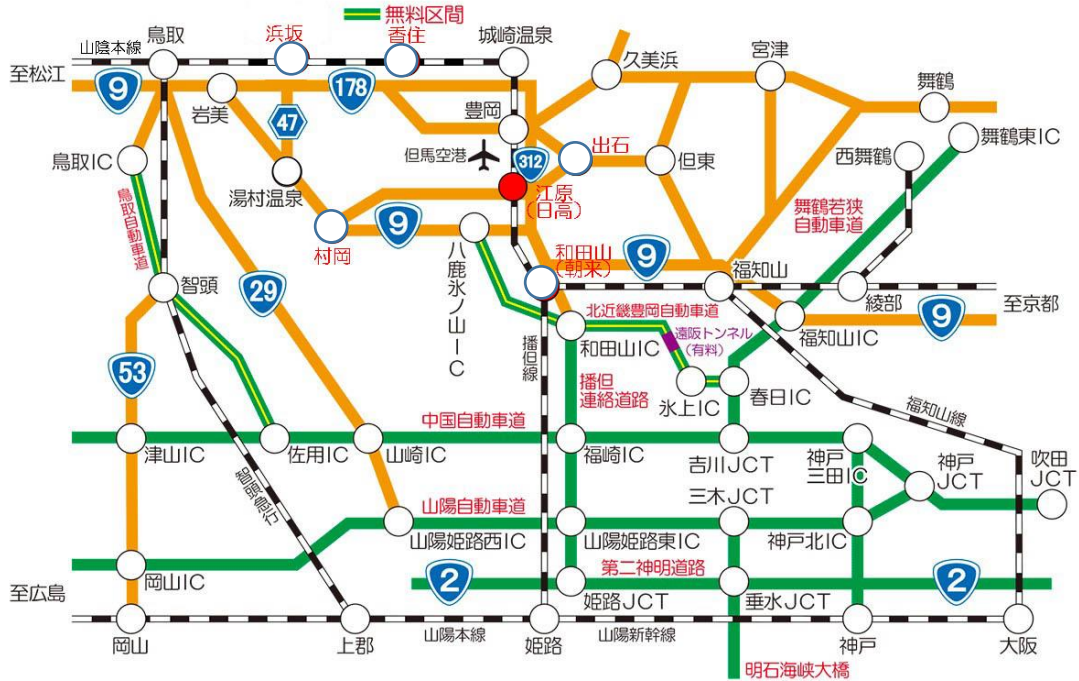 無料区間
鳥取
浜坂
香住
城崎温泉
山陰本線
至松江
9
178
岩美
47
豊岡
久美浜
宮津
舞鶴
鳥取IC
湯村温泉
但馬空港
312
出石
但東
西舞鶴
舞鶴東IC
江原
(日高)
鳥取自動車道
村岡
9
八鹿氷ノ山IC
和田山
(朝来)
9
福知山
舞鶴若狭
自動車道
綾部
至京都
智頭
29
北近畿豊岡自動車道
和田山IC
遠阪トンネル
(有料)
福知山IC
9
53
播但線
播但
連絡道路
氷上IC
春日IC
福知山線
中国自動車道
津山IC
佐用IC
山崎IC
福崎IC
吉川JCT
神戸
三田IC
神戸
JCT
吹田
JCT
智頭急行
山陽自動車道
山陽姫路西IC
山陽姫路東IC
三木JCT
神戸北IC
岡山IC
2
第二神明道路
姫路JCT
垂水JCT
2
至広島
岡山
上郡
山陽本線
姫路
山陽新幹線
神戸
大阪
明石海峡大橋